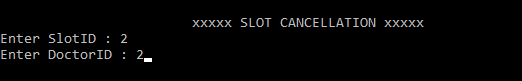 xxxxx SLOT CANCELLATION xxxxx
Enter SlotID : 2
Enter DoctorID : 2